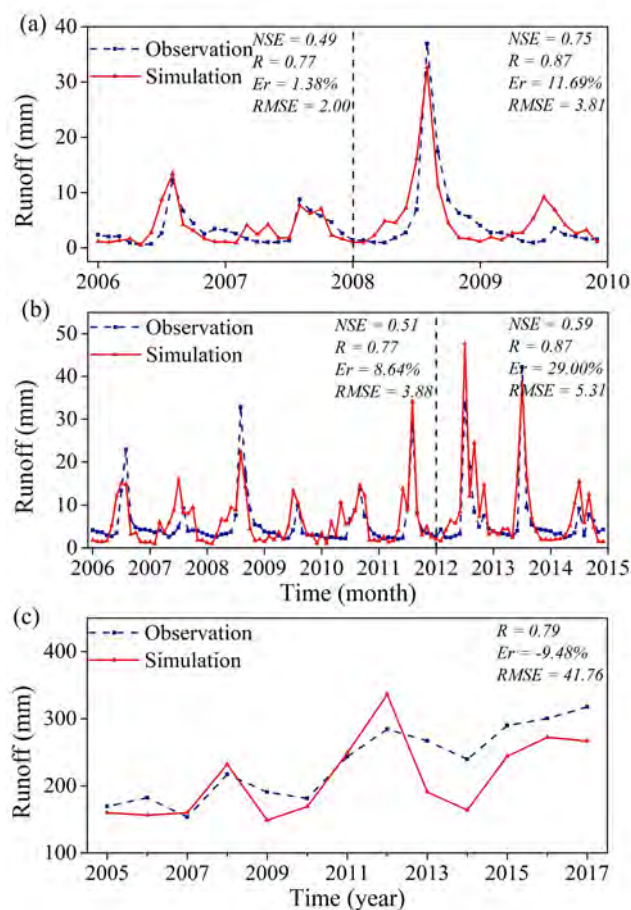 (a)
40
30
20
10
0
Runoff (mm)
Observation
Simulation
NSE = 0.49
R = 0.77
Er = 1.38%
RMSE = 2.00
NSE = 0.75
R = 0.87
Er = 11.69%
RMSE = 3.81
2006 2007 2008 2009 2010
(b)
50
40
30
20
10
0
Runoff (mm)
Observation
Simulation
NSE = 0.51
R = 0.77
Er = 8.64%
RMSE = 3.88
NSE = 0.59
R = 0.87
Er = 29.00%
RMSE = 5.31
2006 2007 2008 2009 2010 2011 2012 2013 2014 2015
Time (month)
(c)
400
300
200
100
Runoff (mm)
Observation
Simulation
R = 0.79
Er = -9.48%
RMSE = 41.76
2005 2007 2009 2011 2013 2015 2017
Time (year)